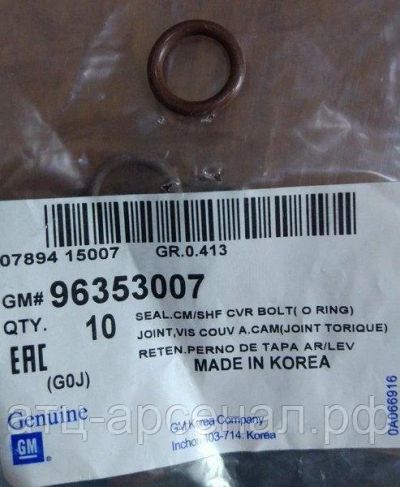 07894 15007 GR.0.413
GM# 96353007
SEAL.CM/SHF CVR BOLT( O RING)
QTY. 10 JOINT,VIS COUV A.CAM(JOINT TORIQUE)
RETEN.PERNO DE TAPA AR/LEV
EAC MADE IN KOREA
(G0J)
Genuine
GM
GM Korea Company
Inchon 403-714. Korea
0A066916
атц-арсенал.рф